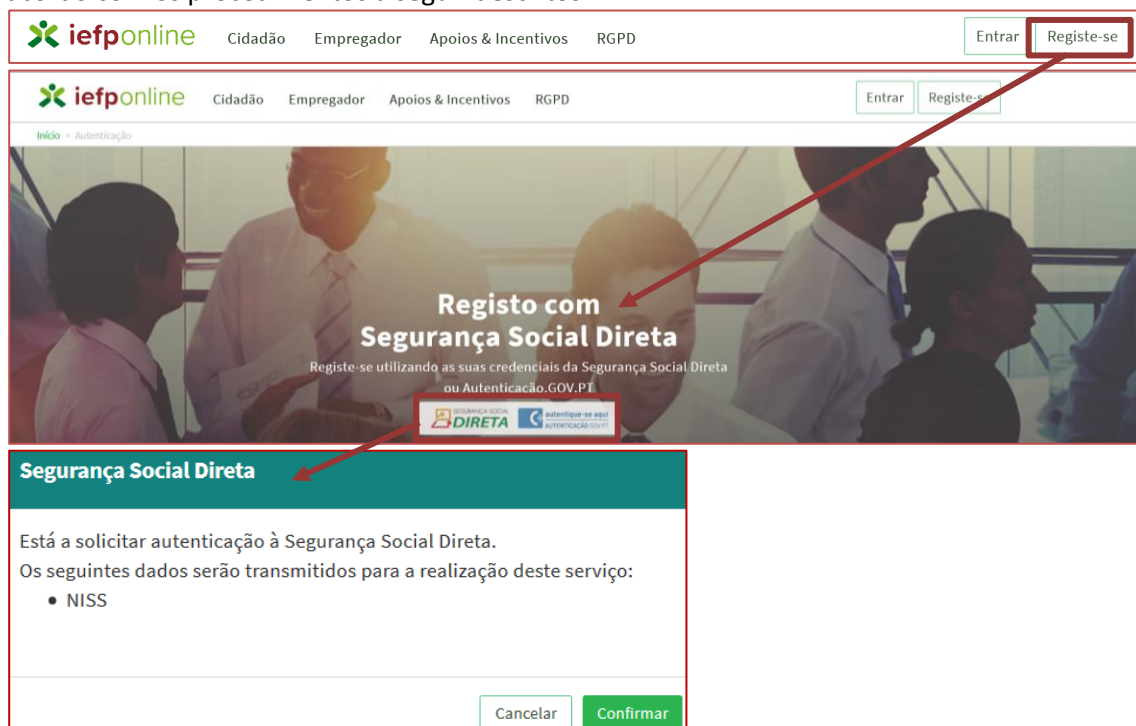 iefponline Cidadão Empregador Apoios & Incentivos RGPD Entrar Registe-se
iefponline Cidadão Empregador Apoios & Incentivos RGPD Entrar Registe-se
Início > Autenticação
Registo com
Segurança Social Direta
Registe-se utilizando as suas credenciais da Segurança Social Direta
ou Autenticação.GOV.PT
SEGURANÇA SOCIAL DIRETA autentique-se aqui
AUTENTICAÇÃO.GOV.PT
Segurança Social Direta
Está a solicitar autenticação à Segurança Social Direta.
Os seguintes dados serão transmitidos para a realização deste serviço:
• NISS
Cancelar Confirmar